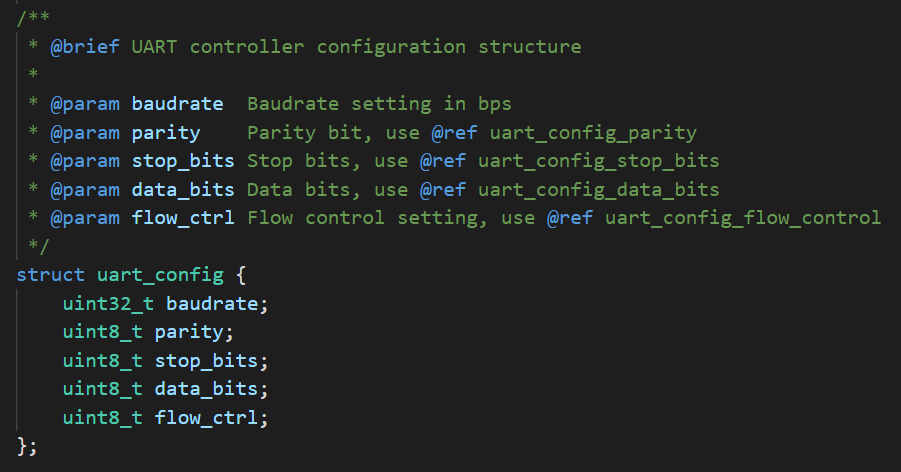 /**
 * @brief UART controller configuration structure
 *
 * @param baudrate  Baudrate setting in bps
 * @param parity    Parity bit, use @ref uart_config_parity
 * @param stop_bits Stop bits, use @ref uart_config_stop_bits
 * @param data_bits Data bits, use @ref uart_config_data_bits
 * @param flow_ctrl Flow control setting, use @ref uart_config_flow_control
 */
struct uart_config {
    uint32_t baudrate;
    uint8_t parity;
    uint8_t stop_bits;
    uint8_t data_bits;
    uint8_t flow_ctrl;
};